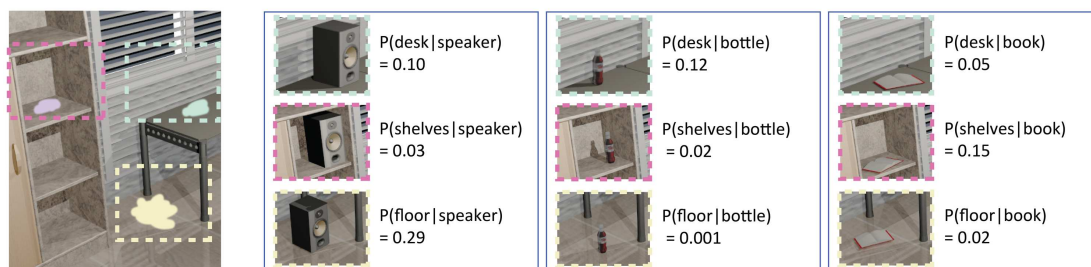 P(desk|speaker)
= 0.10
P(shelves|speaker)
= 0.03
P(floor|speaker)
= 0.29
P(desk|bottle)
= 0.12
P(shelves|bottle)
= 0.02
P(floor|bottle)
= 0.001
P(desk|book)
= 0.05
P(shelves|book)
= 0.15
P(floor|book)
= 0.02